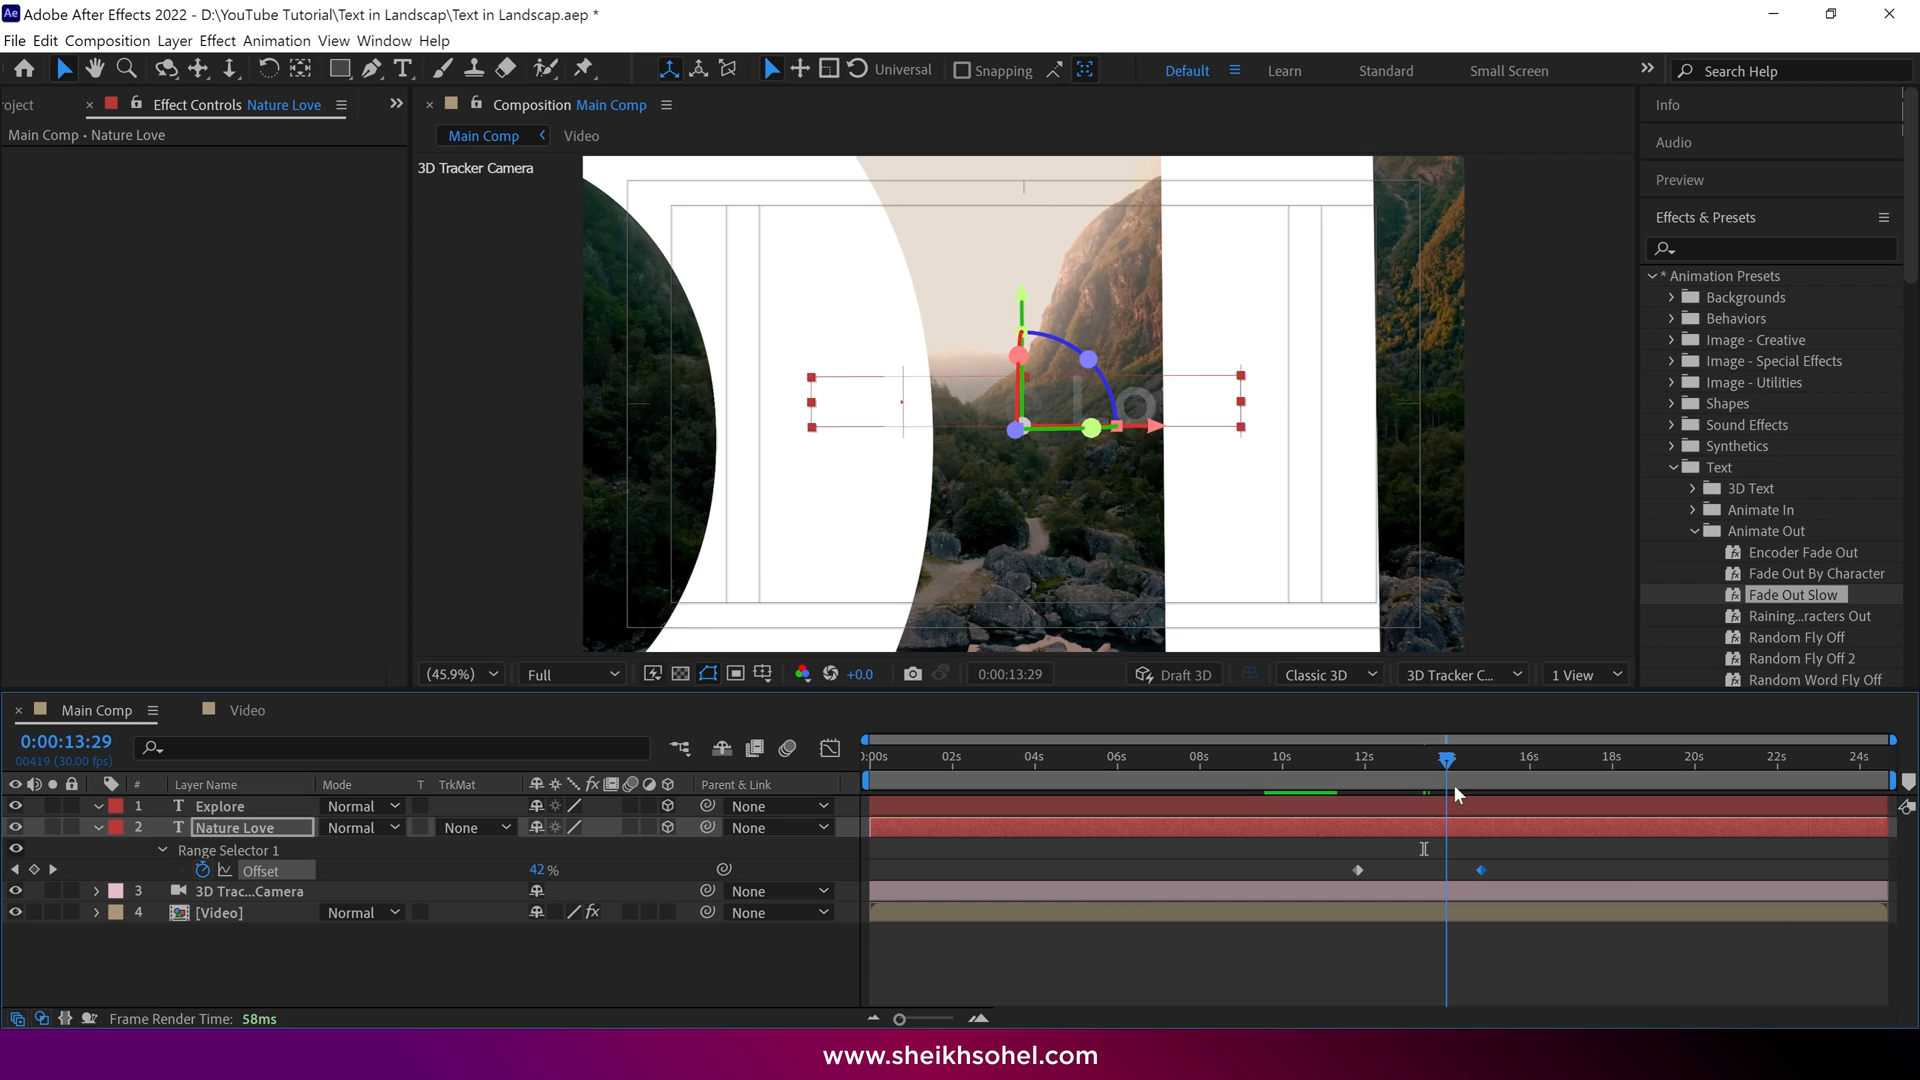 Adobe After Effects 2022 - D:\YouTube Tutorial\Text in Landscap\Text in Landscap.aep *
File Edit Composition Layer Effect Animation View Window Help
Universal Snapping Default Learn Standard Small Screen Search Help
oject Effect Controls Nature Love Composition Main Comp Info
Main Comp • Nature Love Main Comp Video
Audio
3D Tracker Camera
Preview
Effects & Presets
* Animation Presets
Backgrounds
Behaviors
Image - Creative
Image - Special Effects
Image - Utilities
Shapes
Sound Effects
Synthetics
Text
3D Text
Animate In
Animate Out
Encoder Fade Out
Fade Out By Character
Fade Out Slow
Raining...racters Out
Random Fly Off
Random Fly Off 2
Random Word Fly Off
Lo
(45.9%) Full +0.0 0:00:13:29 Draft 3D Classic 3D 3D Tracker C... 1 View
Main Comp Video
0:00:13:29
00419 (30.00 fps)
0:00s 02s 04s 06s 08s 10s 12s 16s 18s 20s 22s 24s
# Layer Name Mode T TrkMat fx Parent & Link
1 T Explore Normal None
2 T Nature Love Normal None None
Range Selector 1
Offset 42 %
3 3D Trac...Camera None
4 [Video] Normal fx None
Frame Render Time: 58ms
www.sheikhsohel.com